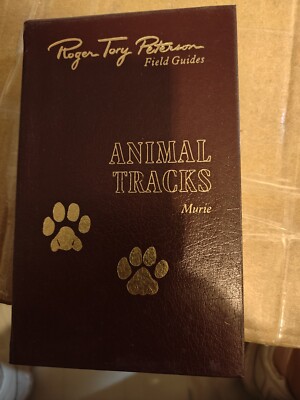 Roger Tory Peterson
Field Guides
ANIMAL
TRACKS
Murie